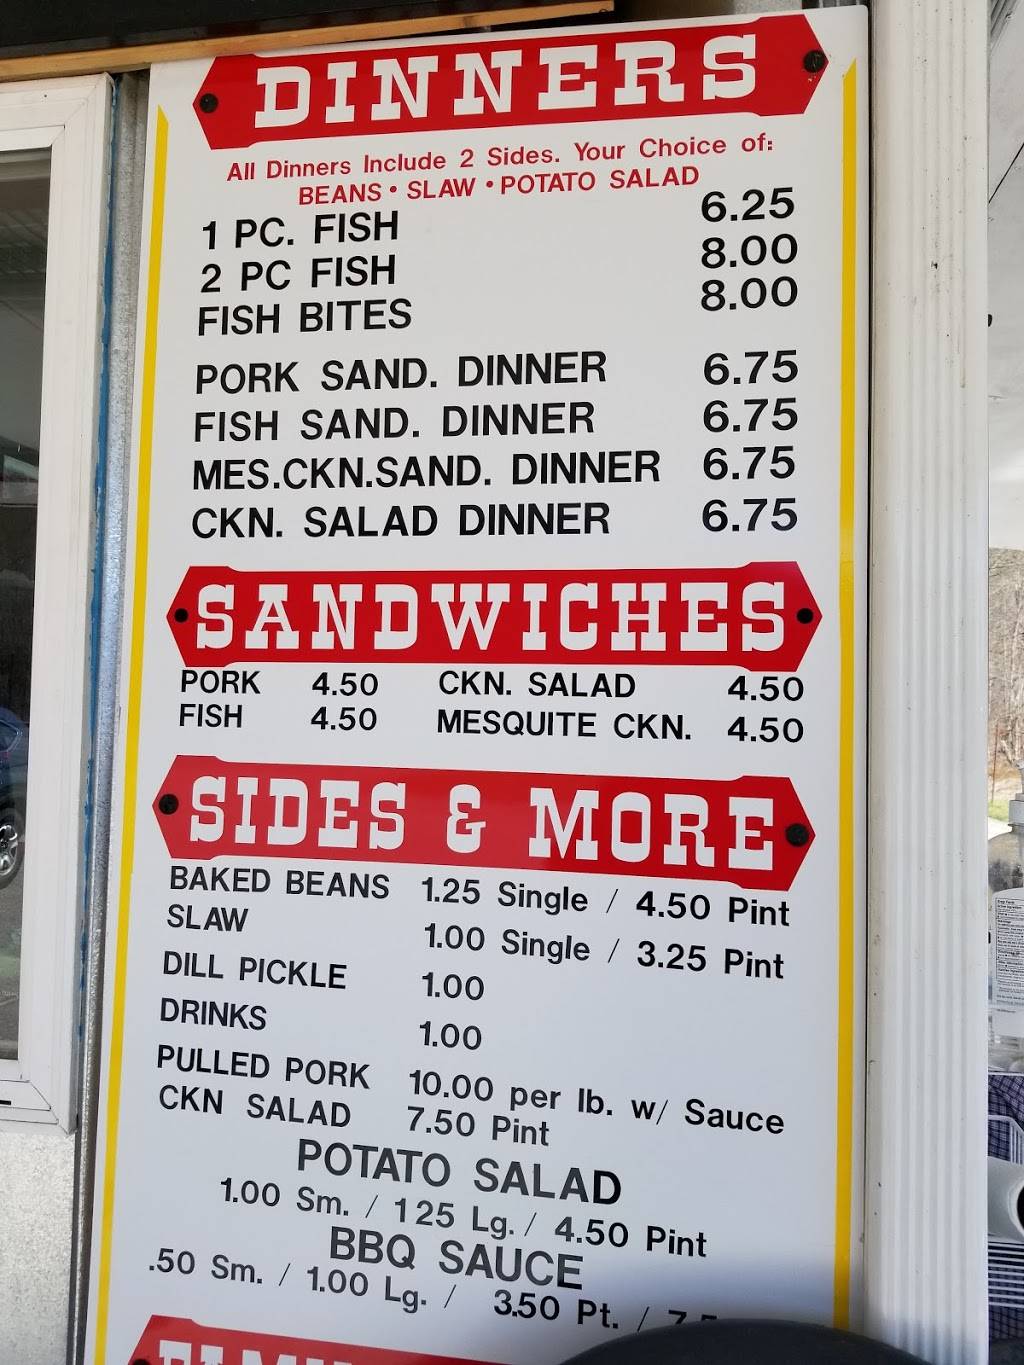 DINNERS
All Dinners Include 2 Sides. Your Choice of:
BEANS • SLAW • POTATO SALAD
1 PC. FISH 6.25
2 PC FISH 8.00
FISH BITES 8.00
PORK SAND. DINNER 6.75
FISH SAND. DINNER 6.75
MES.CKN.SAND. DINNER 6.75
CKN. SALAD DINNER 6.75
SANDWICHES
PORK 4.50 CKN. SALAD 4.50
FISH 4.50 MESQUITE CKN. 4.50
SIDES & MORE
BAKED BEANS 1.25 Single / 4.50 Pint
SLAW 1.00 Single / 3.25 Pint
DILL PICKLE 1.00
DRINKS 1.00
PULLED PORK 10.00 per lb. w/ Sauce
CKN SALAD 7.50 Pint
POTATO SALAD
1.00 Sm. / 1 25 Lg. / 4.50 Pint
BBQ SAUCE
.50 Sm. / 1.00 Lg. / 3.50 Pt. /